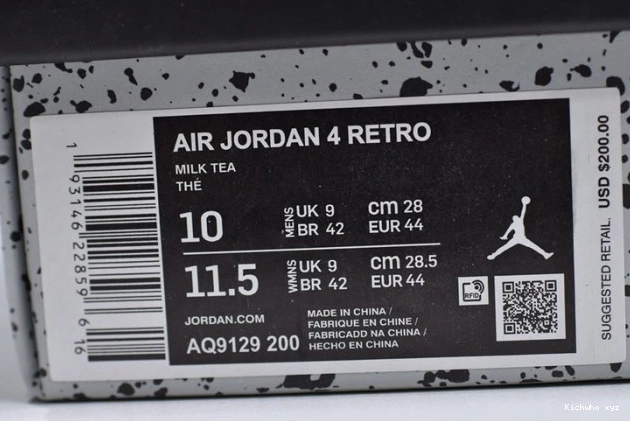 AIR JORDAN 4 RETRO
MILK TEA
THÉ
10
MENS
UK 9
BR 42
cm 28
EUR 44
11.5
WMNS
UK 9
BR 42
cm 28.5
EUR 44
JORDAN.COM
AQ9129 200
MADE IN CHINA /
FABRIQUE EN CHINE /
FABRICADO NA CHINA /
HECHO EN CHINA
RFID
1 93146 22859 6 16
SUGGESTED RETAIL. USD $200.00
Kickwho xyz